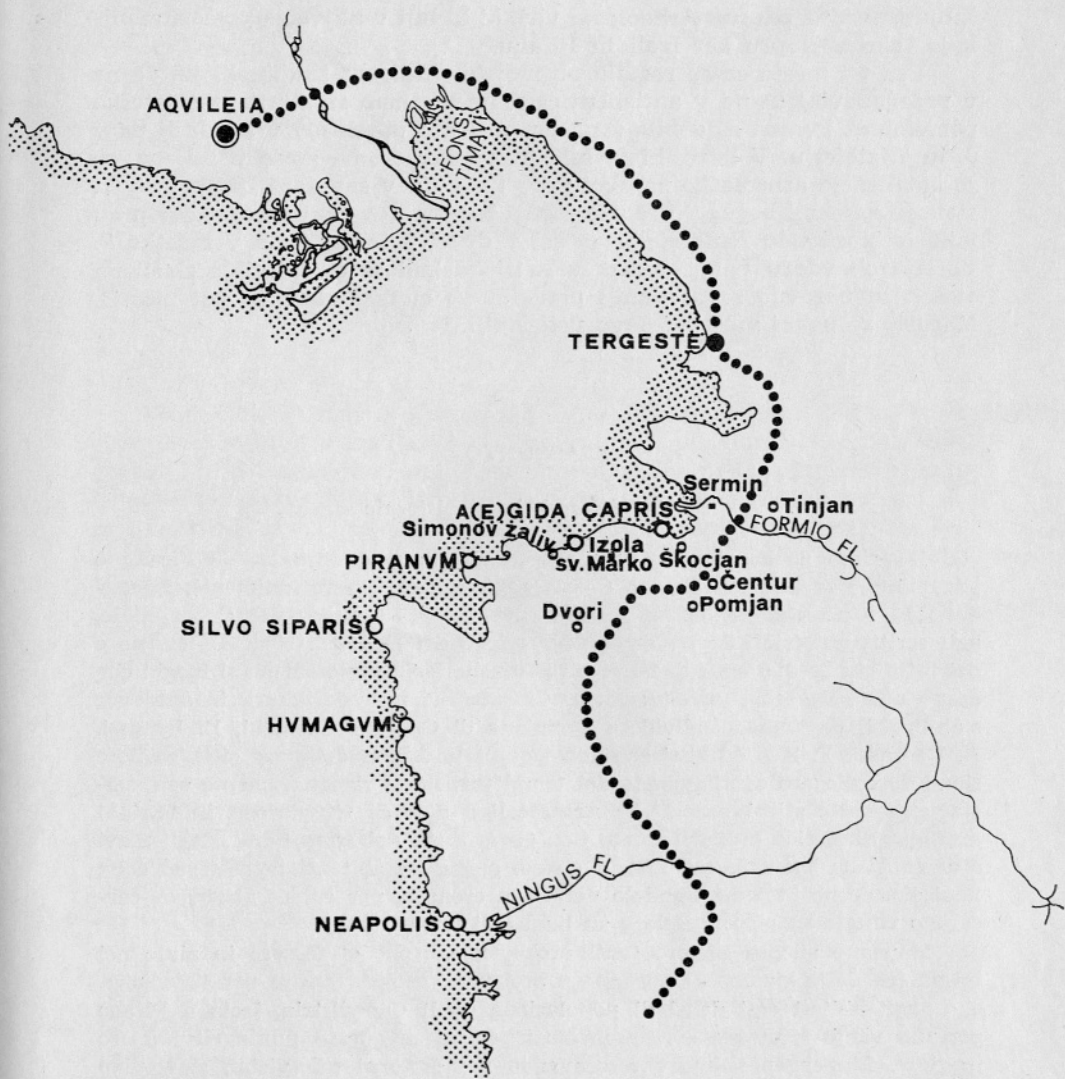 AQVILEIA
FONS
TIMAVI
TERGESTE
Sermin
A(E)GIDA, CAPRIS
Tinjan
FORMIO FL.
Simonov zaliv
Izola
PIRANVM
sv. Marko
Škocjan
Čentur
Pomjan
Dvori
SILVO SIPARIS
HVMAGVM
NINGUS FL.
NEAPOLIS